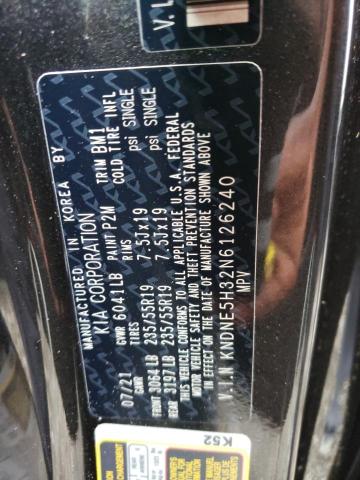 MANUFACTURED IN KOREA BY
KIA CORPORATION
07/21 GVWR 6041LB PAINT P2M TRIM BM1
GAWR TIRES RIMS COLD TIRE INFL
FRONT 3064LB 235/55R19 7.5Jx19 psi SINGLE
REAR 3197LB 235/55R19 7.5Jx19 psi SINGLE
THIS VEHICLE CONFORMS TO ALL APPLICABLE U.S.A. FEDERAL
MOTOR VEHICLE SAFETY AND THEFT PREVENTION STANDARDS
IN EFFECT ON THE DATE OF MANUFACTURE SHOWN ABOVE
V.I.N KNDNE5H32N6126240
MPV
K52